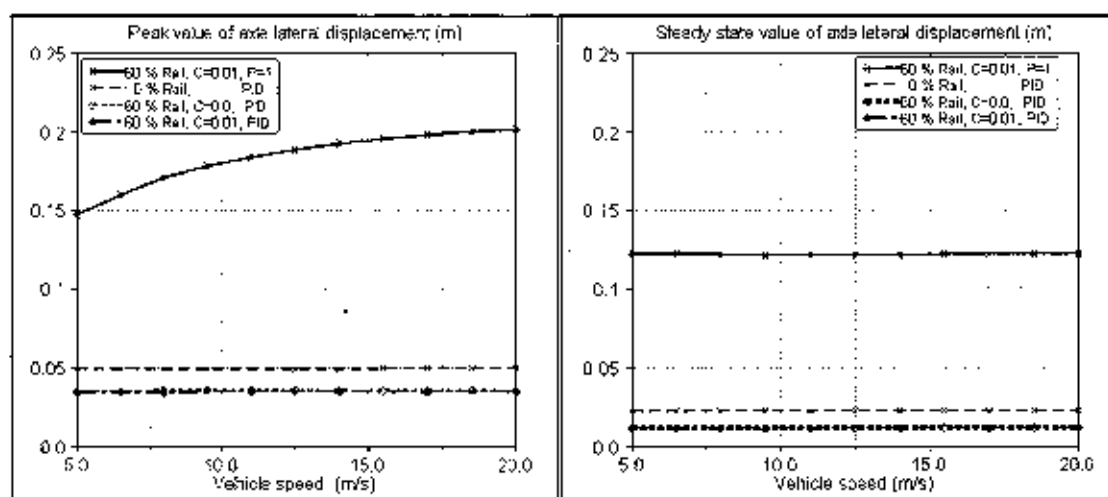 Peak value of axle lateral displacement (m)
0.25
60 % Rail, C=0.01,
0 % Rail, PID
60 % Rail, C=0.0, PID
60 % Rail, C=0.01, PID
0.2
0.15
0.1
0.05
0.0
5.0 10.0 15.0 20.0
Vehicle speed (m/s)
Steady state value of axle lateral displacement (m)
0.25
60 % Rail, C=0.01,
0 % Rail, PID
60 % Rail, C=0.0, PID
60 % Rail, C=0.01, PID
0.2
0.15
0.1
0.05
0.0
5.0 10.0 15.0 20.0
Vehicle speed (m/s)